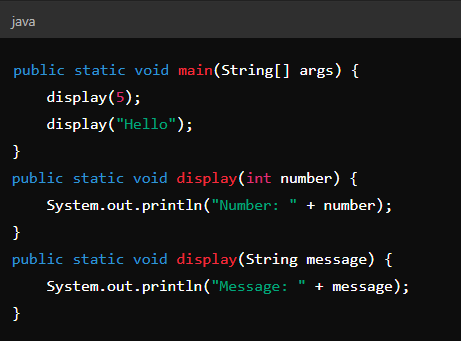 java
public static void main(String[] args) {
    display(5);
    display("Hello");
}
public static void display(int number) {
    System.out.println("Number: " + number);
}
public static void display(String message) {
    System.out.println("Message: " + message);
}